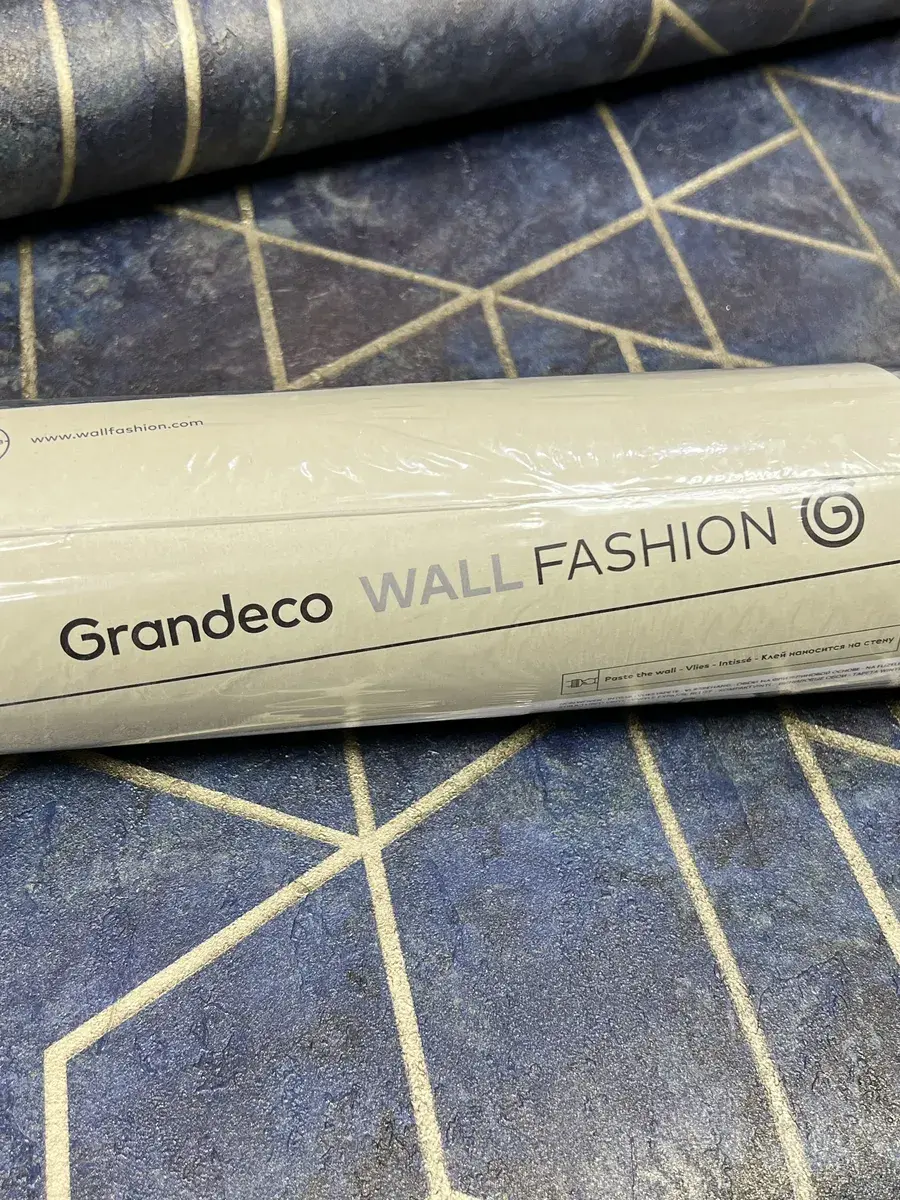 www.wallfashion.com
Grandeco WALL FASHION
Paste the wall - Vlies - Intissé - Клей наносится на стену